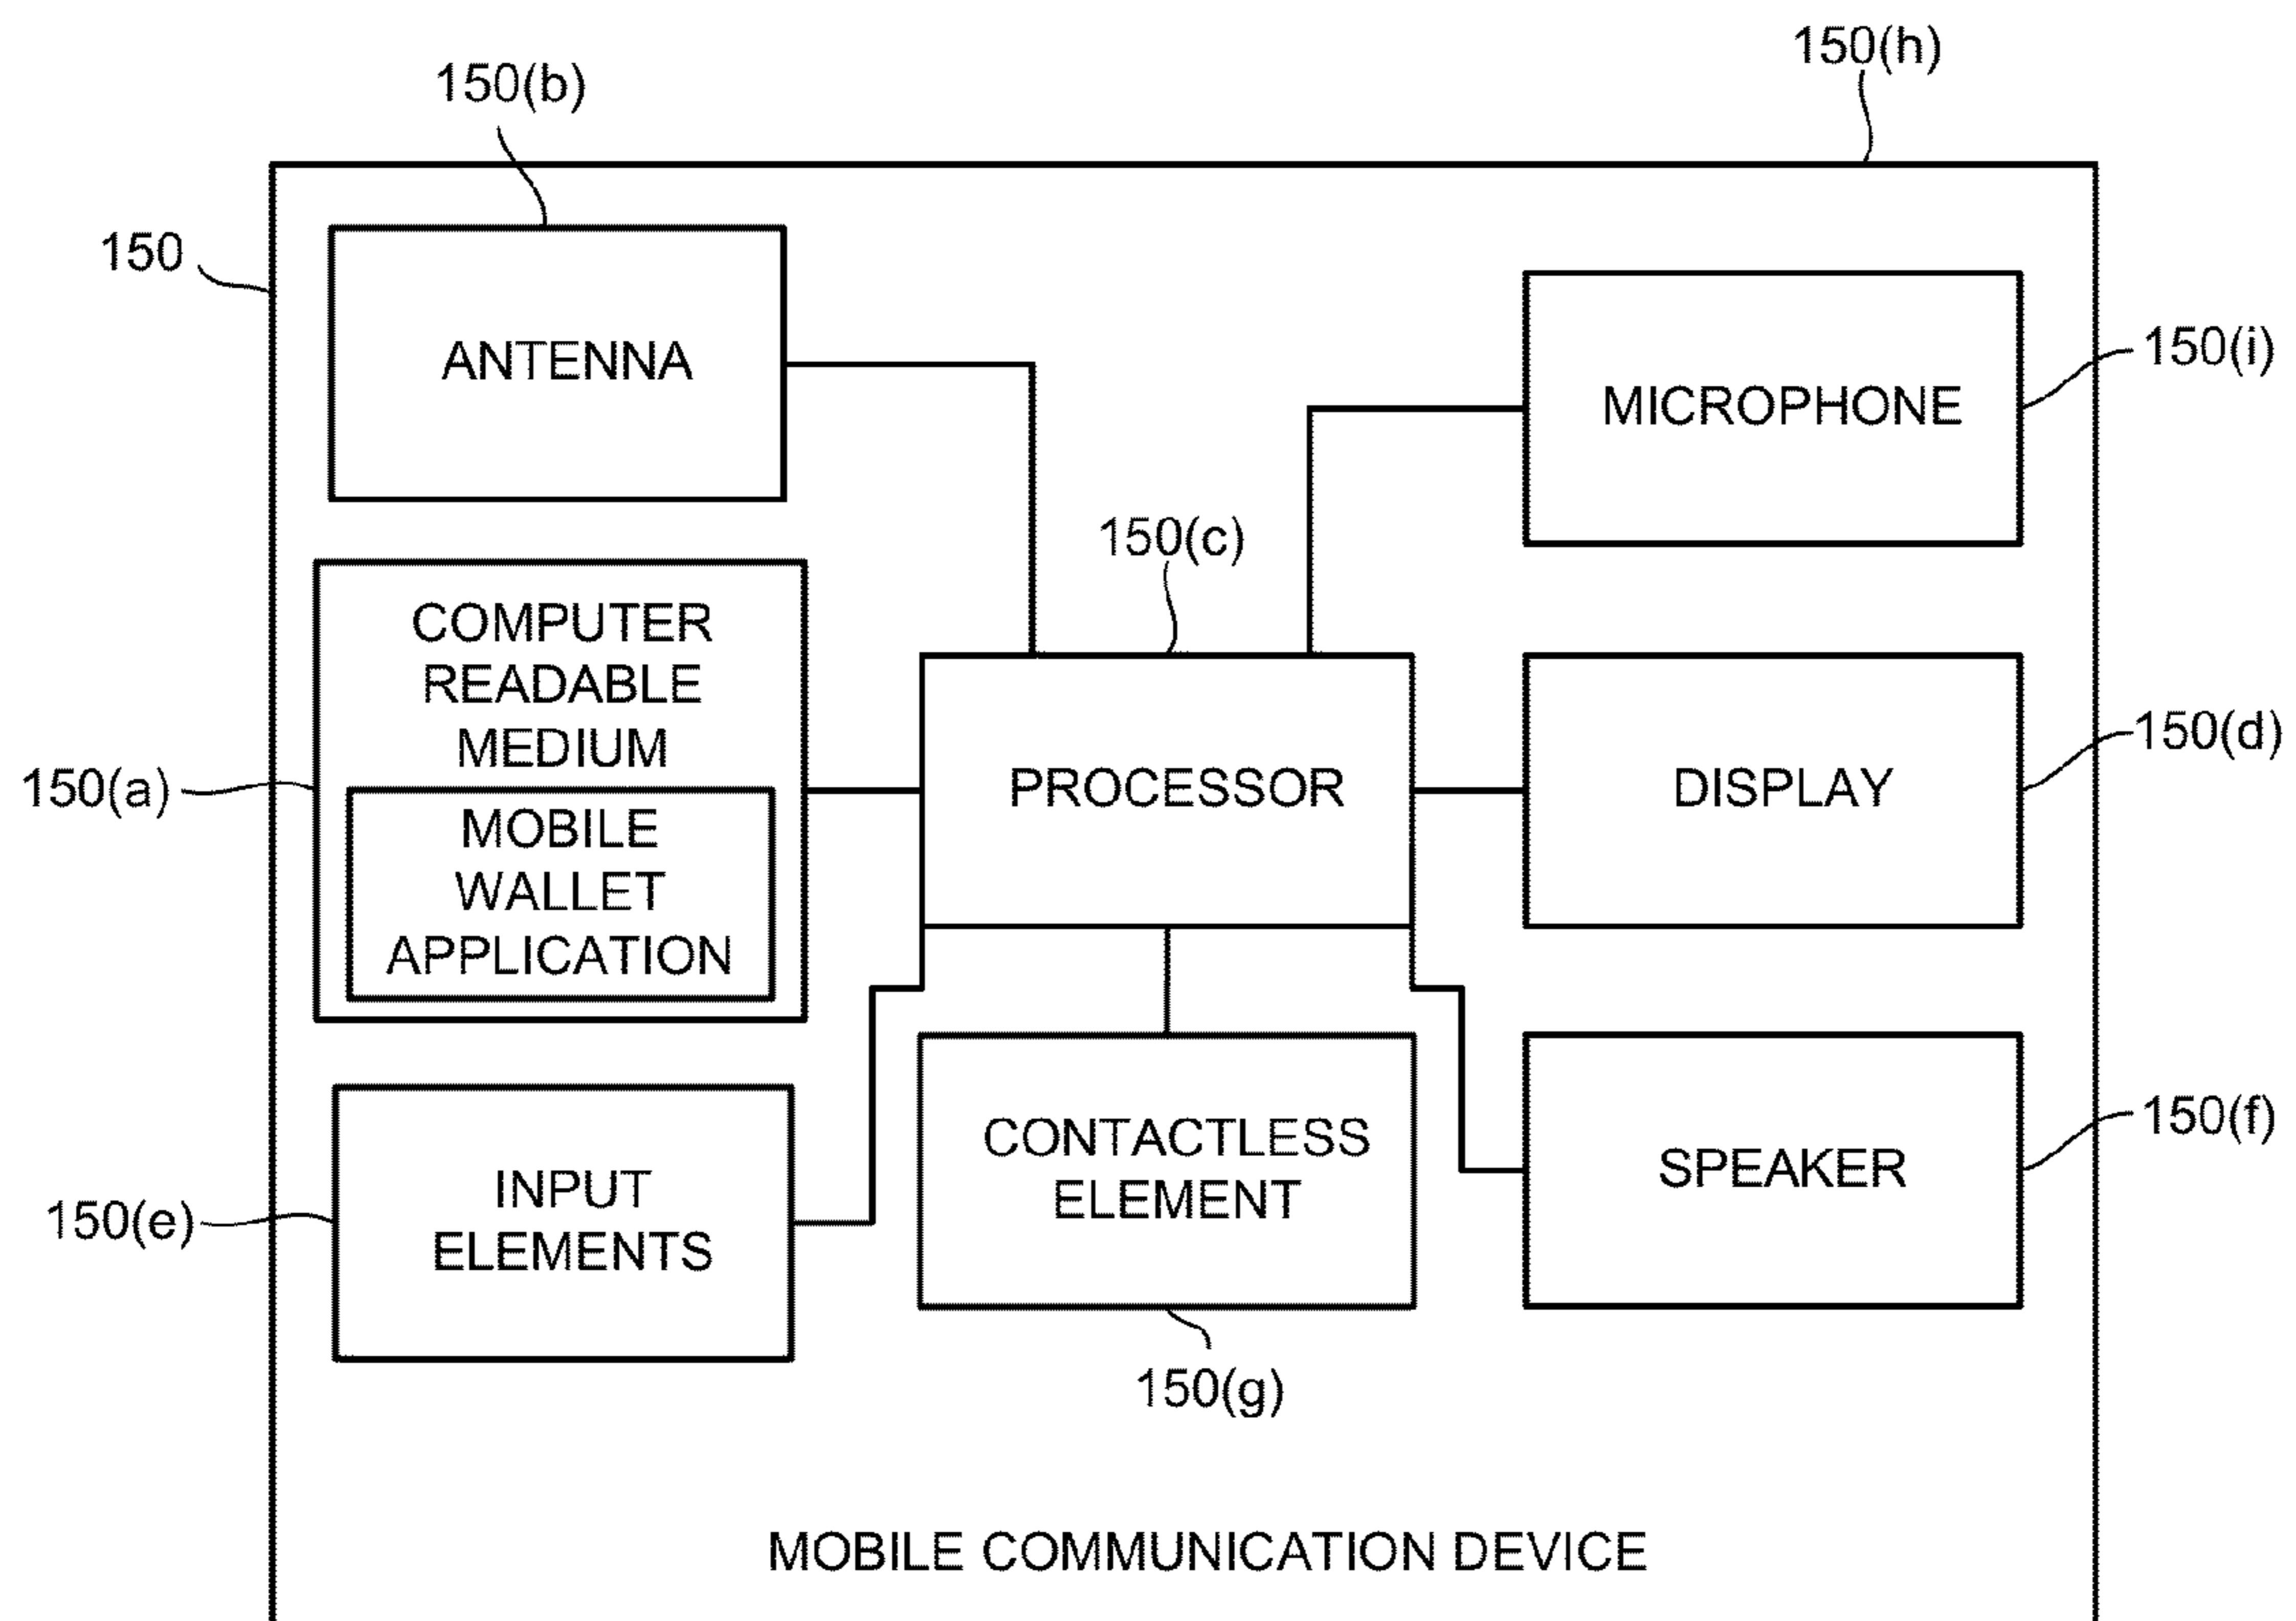 150(h)
150(b)
150
ANTENNA
MICROPHONE
150(i)
150(c)
COMPUTER
READABLE
MEDIUM
150(a)
MOBILE
WALLET
APPLICATION
PROCESSOR
DISPLAY
150(d)
INPUT
ELEMENTS
150(e)
CONTACTLESS
ELEMENT
150(g)
SPEAKER
150(f)
MOBILE COMMUNICATION DEVICE